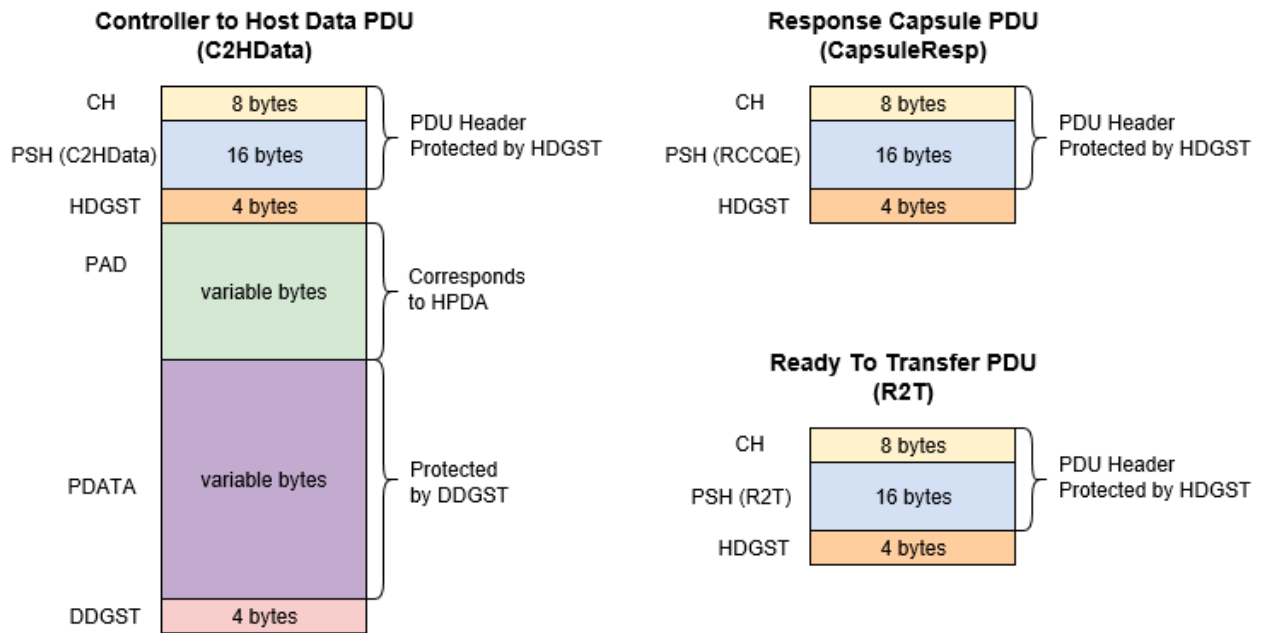 Controller to Host Data PDU
(C2HData)
CH
8 bytes
PSH (C2HData)
16 bytes
PDU Header
Protected by HDGST
HDGST
4 bytes
PAD
variable bytes
Corresponds
to HPDA
PDATA
variable bytes
Protected
by DDGST
DDGST
4 bytes
Response Capsule PDU
(CapsuleResp)
CH
8 bytes
PSH (RCCQE)
16 bytes
PDU Header
Protected by HDGST
HDGST
4 bytes
Ready To Transfer PDU
(R2T)
CH
8 bytes
PSH (R2T)
16 bytes
PDU Header
Protected by HDGST
HDGST
4 bytes